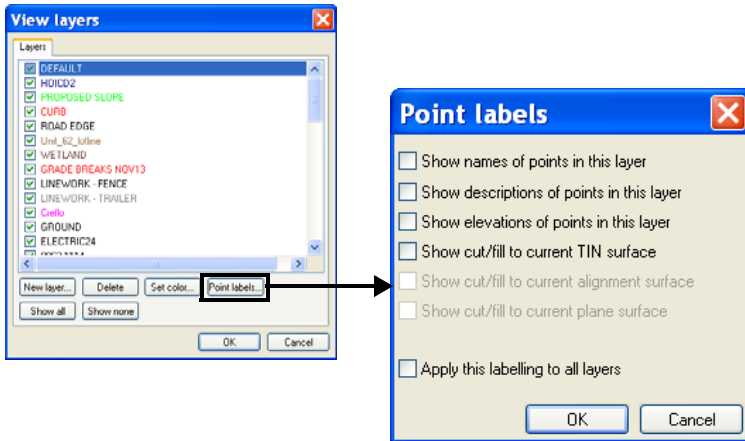 View layers
Layers
DEFAULT
HDICD2
PROPOSED SLOPE
CURB
ROAD EDGE
Unit_62_lotline
WETLAND
GRADE BREAKS NOV13
LINEWORK - FENCE
LINEWORK - TRAILER
GROUND
ELECTRIC24
New layer... Delete Set color... Point labels...
Show all Show none
OK Cancel
Point labels
Show names of points in this layer
Show descriptions of points in this layer
Show elevations of points in this layer
Show cut/fill to current TIN surface
Show cut/fill to current alignment surface
Show cut/fill to current plane surface
Apply this labelling to all layers
OK Cancel